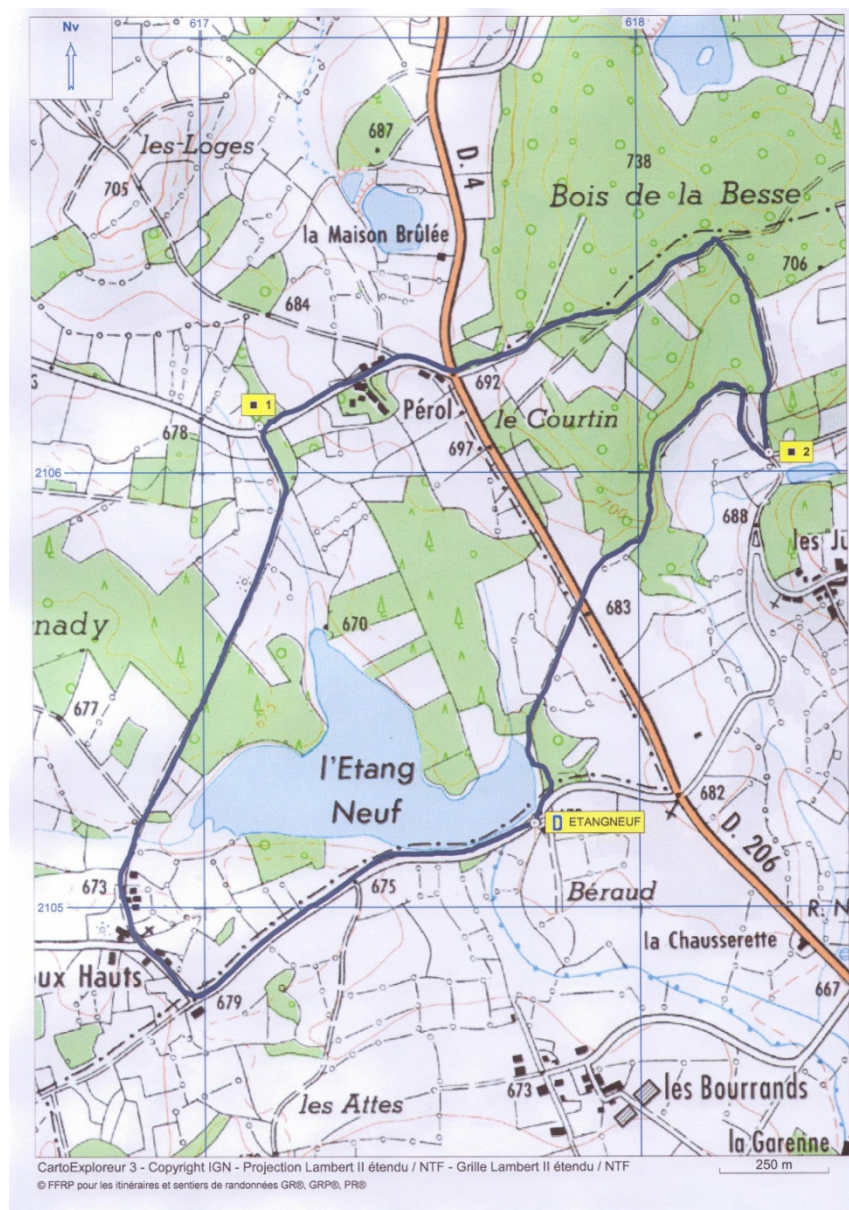 Nv
617
618
les-Loges
687
D. 4
738
705
Bois de la Besse
la Maison Brûlée
706
684
1
692
Pérol
le Courtin
678
697
2
2106
700
688
les Ju
683
nady
670
695
677
l'Etang
Neuf
682
D ETANGNEUF
D. 206
673
675
Béraud
2105
R. N
la Chausserette
oux Hauts
679
667
673
les Bourrands
les Attes
la Garenne
CartoExploreur 3 - Copyright IGN - Projection Lambert II étendu / NTF - Grille Lambert II étendu / NTF
250 m
© FFRP pour les itinéraires et sentiers de randonnées GR®, GRP®, PR®